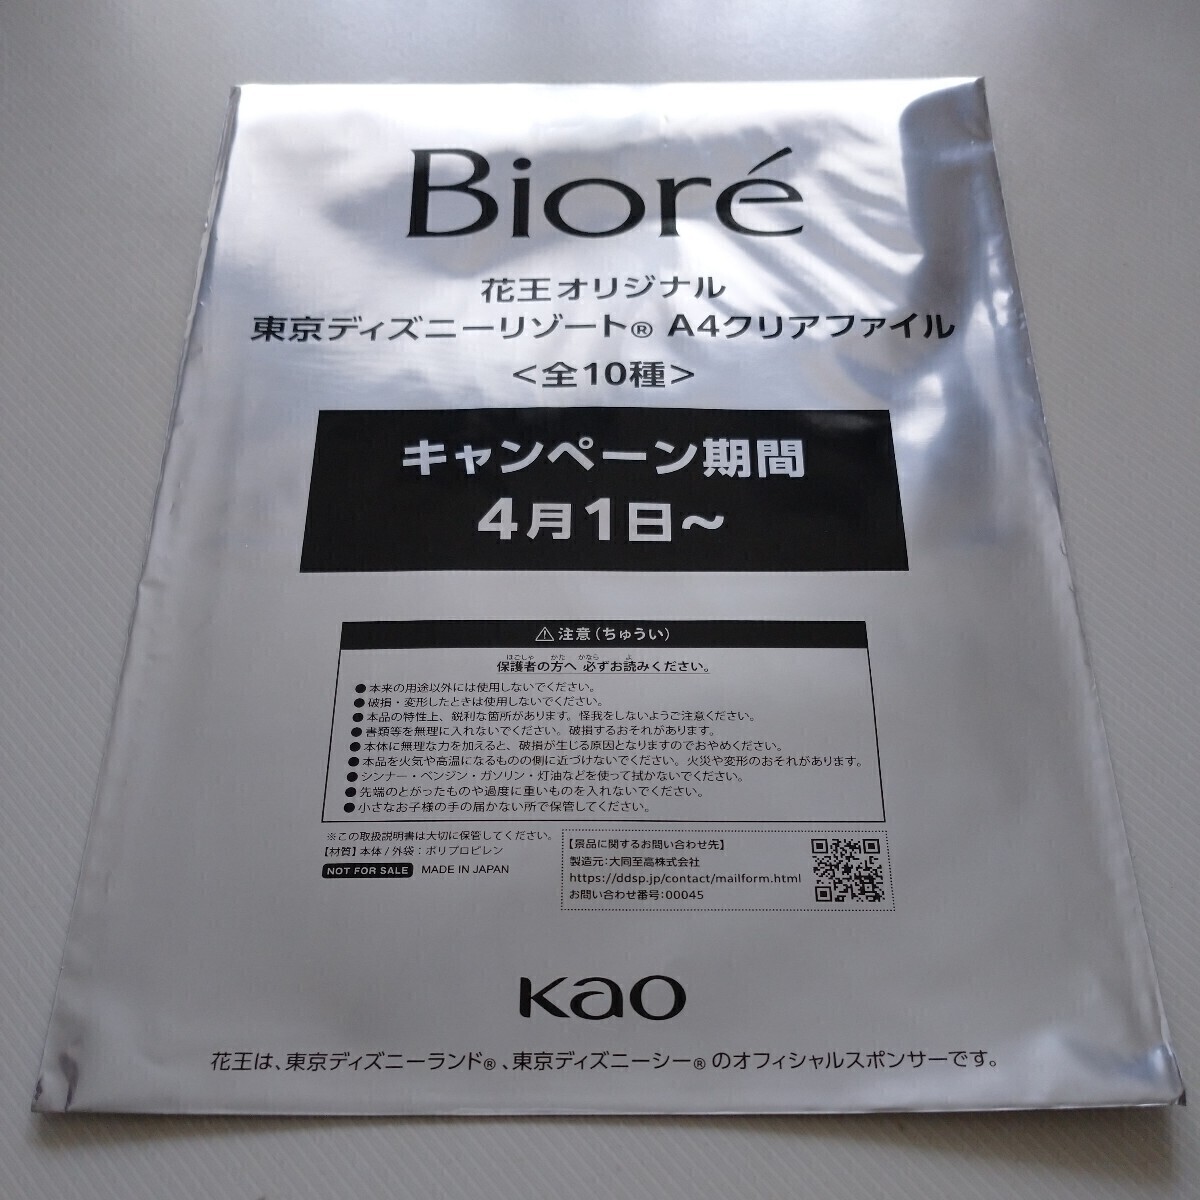 Bioré
花王オリジナル
東京ディズニーリゾート® A4クリアファイル
＜全10種＞
キャンペーン期間
4月1日～
⚠注意（ちゅうい）
ほごしゃ かた かなら よ
保護者の方へ 必ずお読みください。
●本来の用途以外には使用しないでください。
●破損・変形したときは使用しないでください。
●本品の特性上、鋭利な箇所があります。怪我をしないようご注意ください。
●書類等を無理に入れないでください。破損するおそれがあります。
●本体に無理な力を加えると、破損が生じる原因となりますのでおやめください。
●本品を火気や高温になるものの側に近づけないでください。火災や変形のおそれがあります。
●シンナー・ベンジン・ガソリン・灯油などを使って拭かないでください。
●先端のとがったものや過度に重いものを入れないでください。
●小さなお子様の手の届かない所で保管してください。
※この取扱説明書は大切に保管してください。
【材質】本体/外袋：ポリプロピレン
NOT FOR SALE MADE IN JAPAN
【景品に関するお問い合わせ先】
製造元：大同至高株式会社
https://ddsp.jp/contact/mailform.html
お問い合わせ番号：00045
Kao
花王は、東京ディズニーランド®、東京ディズニーシー®のオフィシャルスポンサーです。